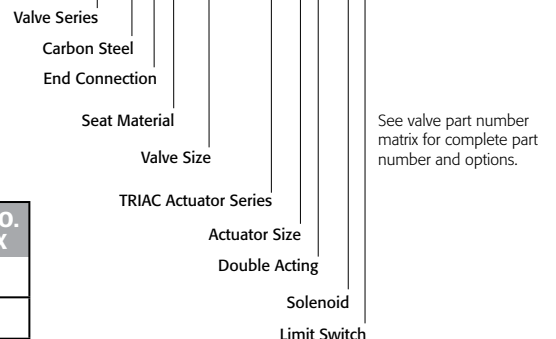 Valve Series
Carbon Steel
End Connection
Seat Material
See valve part number
matrix for complete part
number and options.
Valve Size
TRIAC Actuator Series
O.
X
Actuator Size
Double Acting
Solenoid
Limit Switch